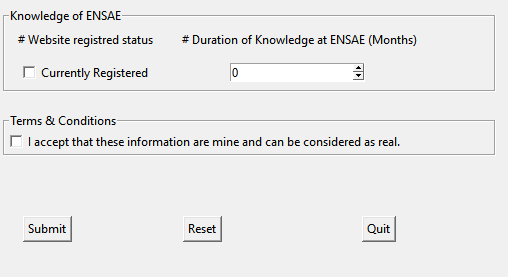 Knowledge of ENSAE
# Website registred status # Duration of Knowledge at ENSAE (Months)
Currently Registered 0
Terms & Conditions
I accept that these information are mine and can be considered as real.
Submit Reset Quit